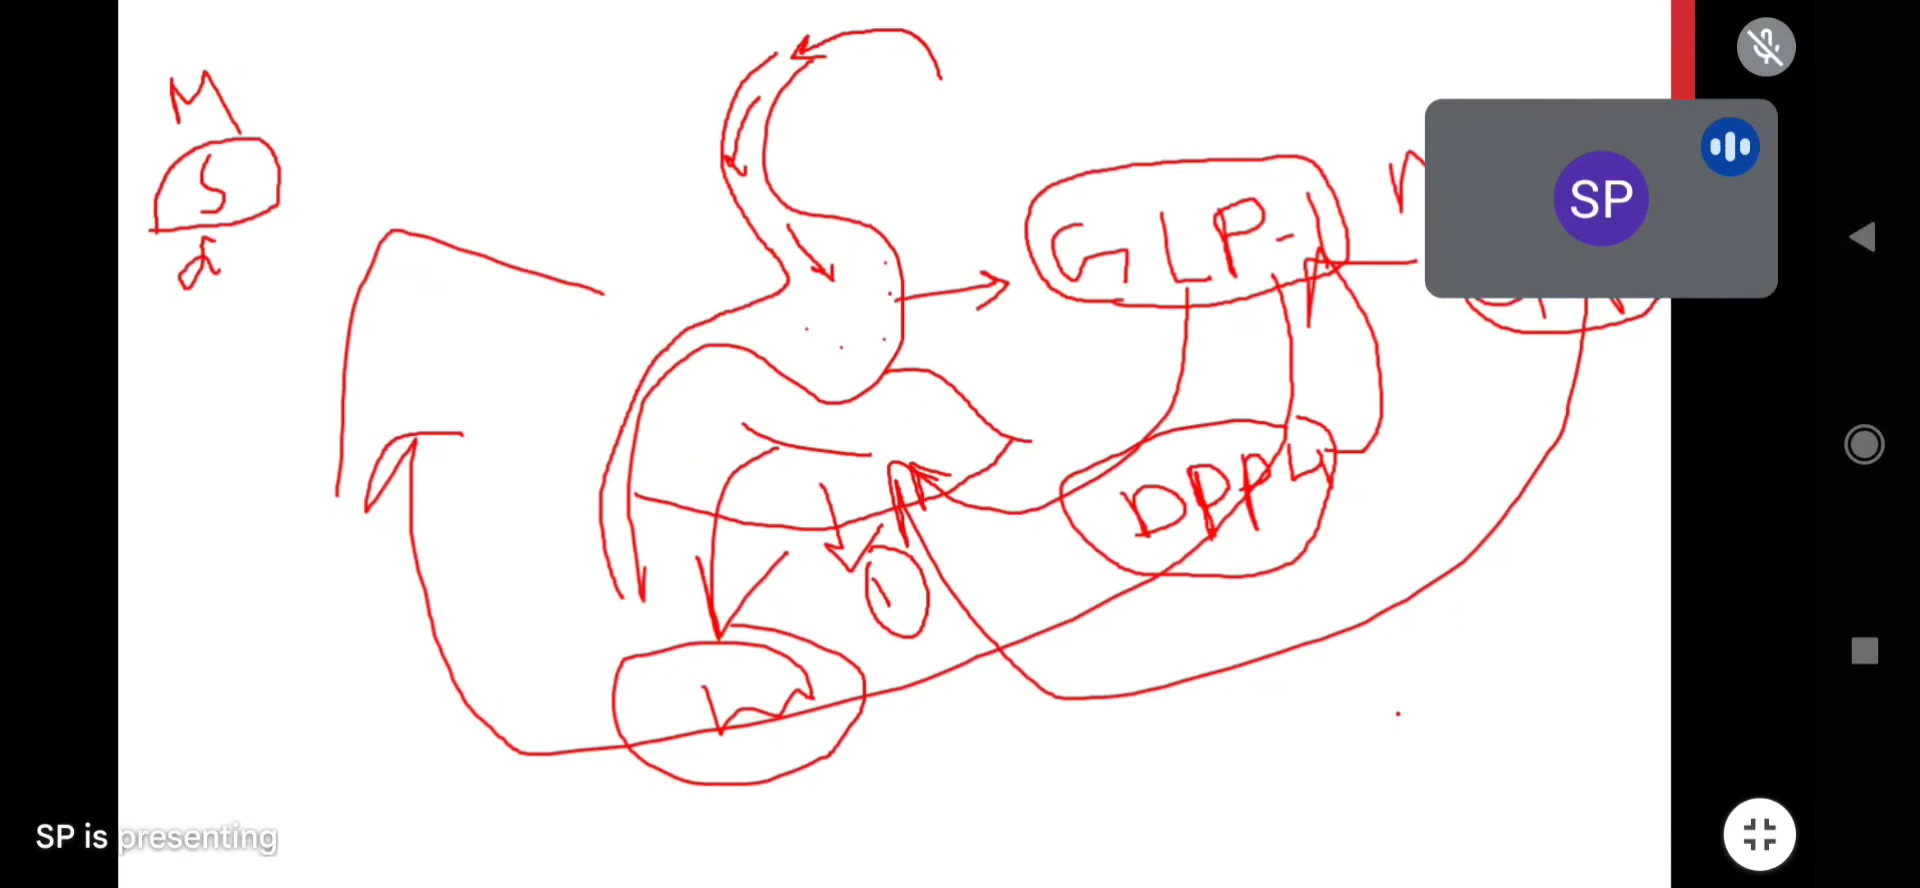 M
S
GLP-1
SP
DPP4
SP is presenting